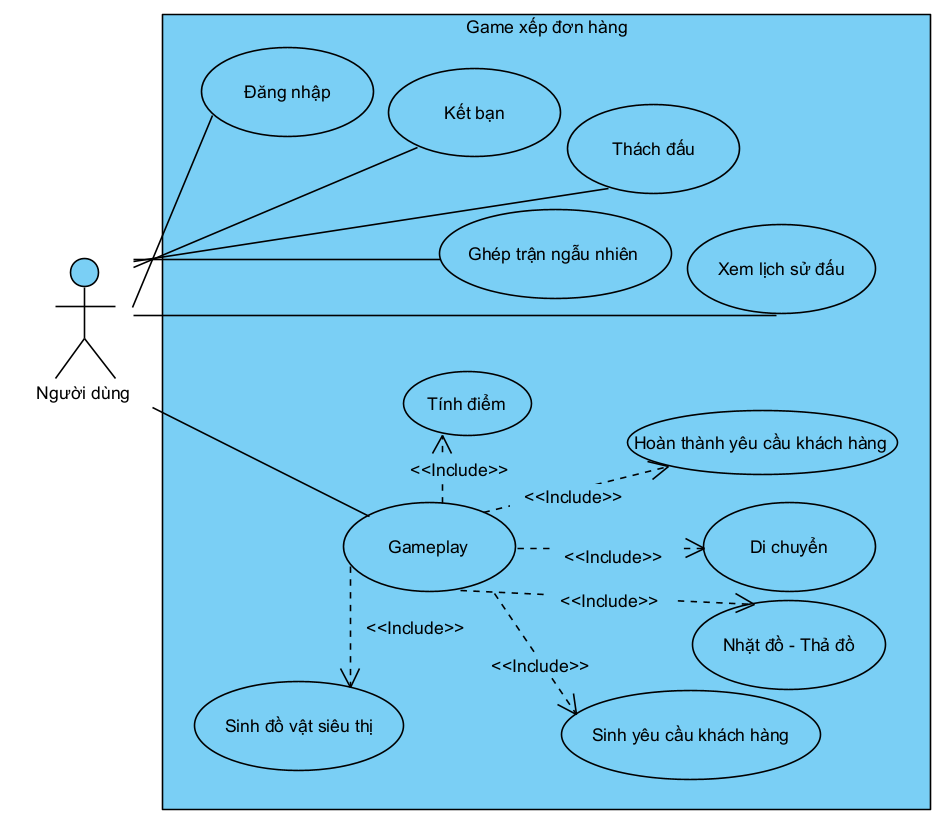 Game xếp đơn hàng
Đăng nhập
Kết bạn
Thách đấu
Ghép trận ngẫu nhiên
Xem lịch sử đấu
Người dùng
Tính điểm
Hoàn thành yêu cầu khách hàng
<<Include>>
<<Include>>
Gameplay
Di chuyển
<<Include>>
<<Include>>
<<Include>>
Nhặt đồ - Thả đồ
<<Include>>
Sinh đồ vật siêu thị
Sinh yêu cầu khách hàng